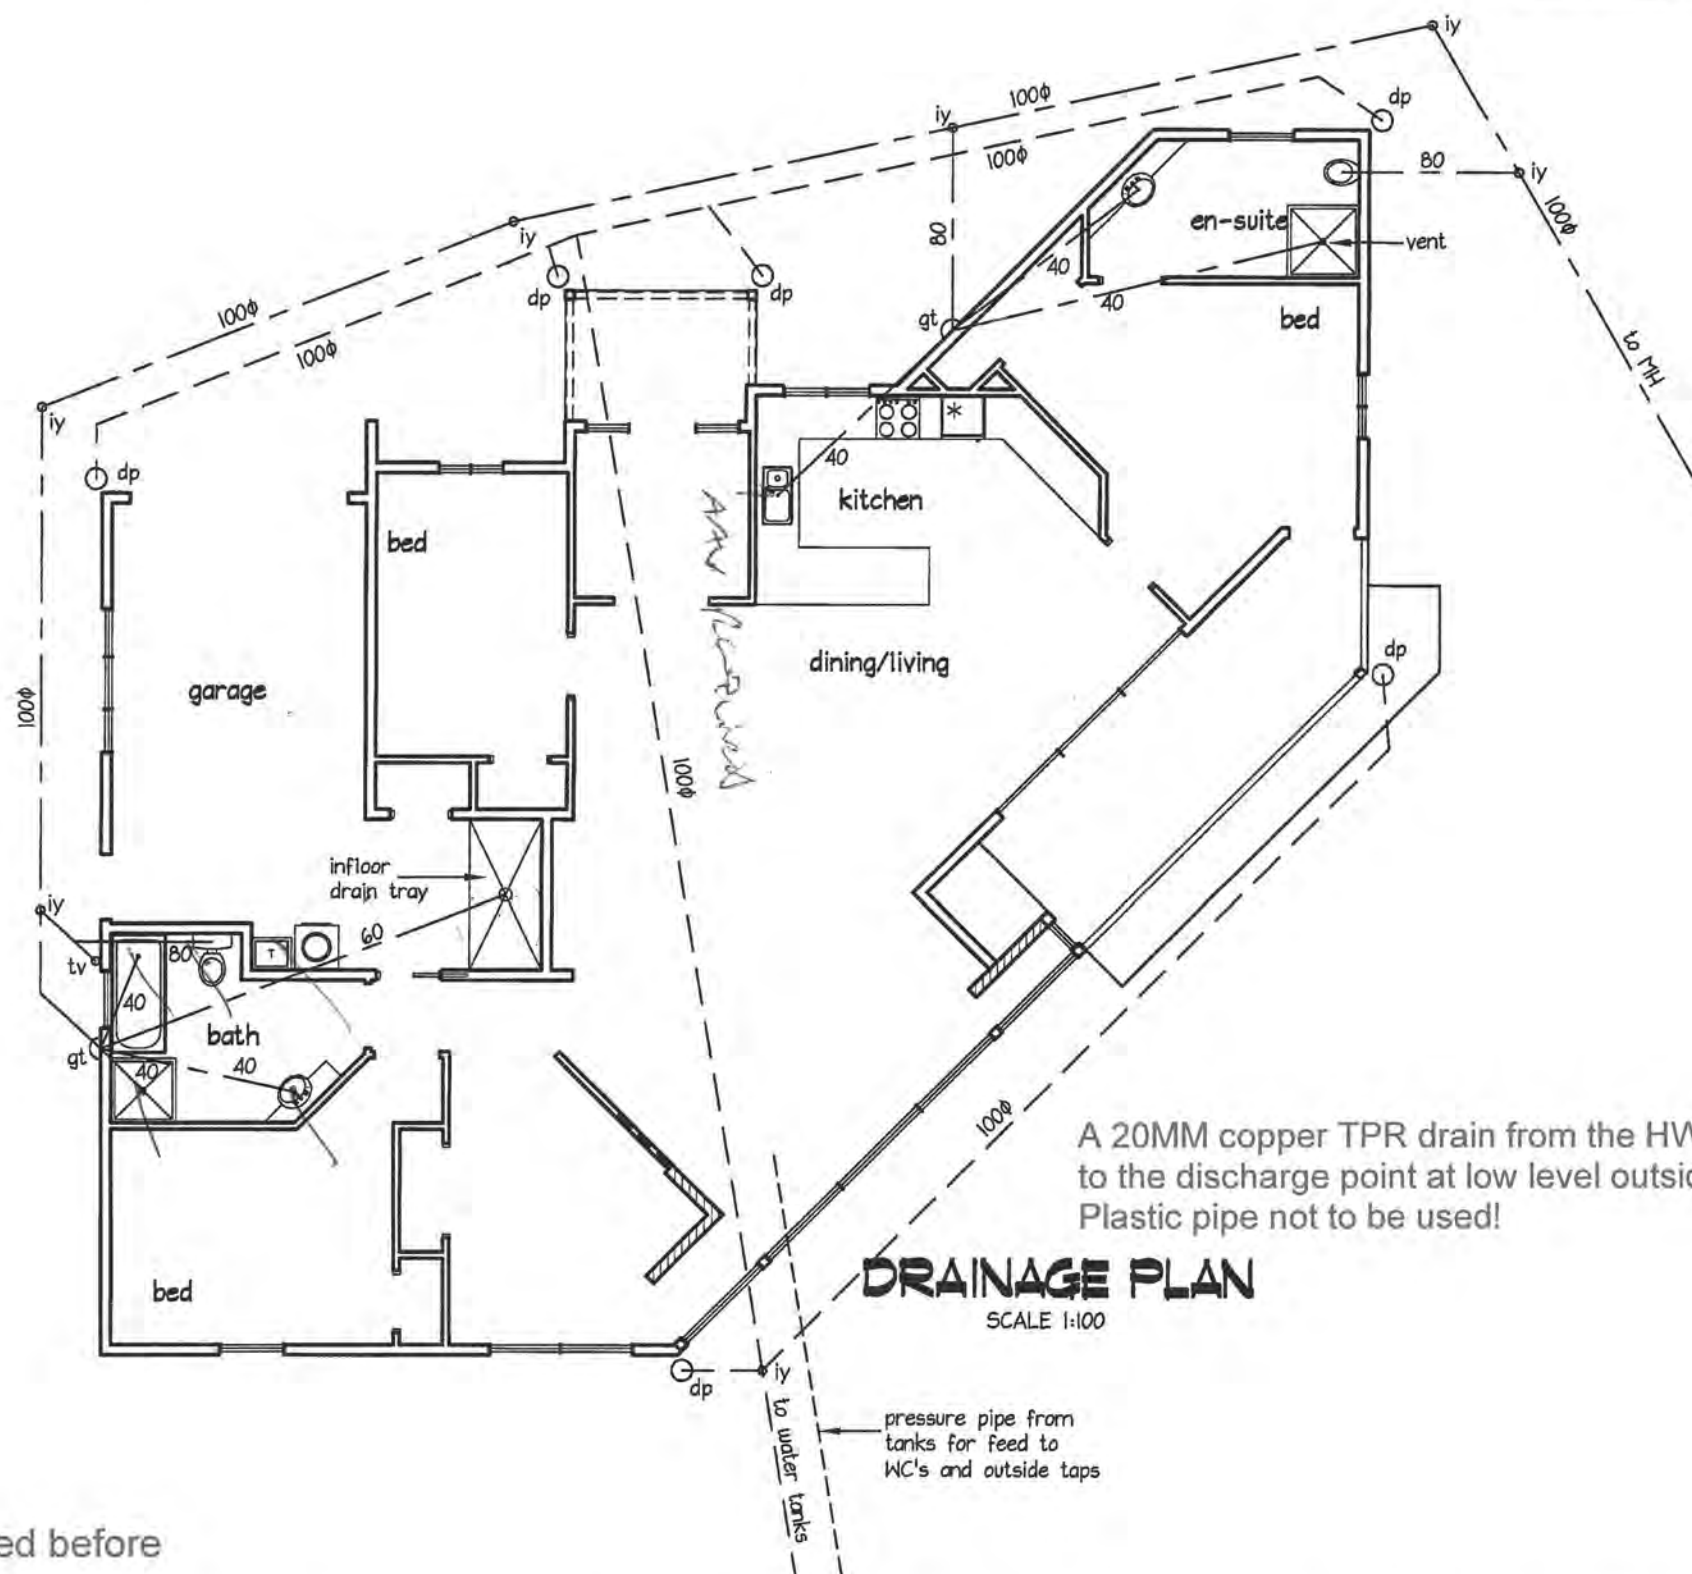 iy
100ϕ
dp
iy
100ϕ
80
iy
100ϕ
en-suite
vent
80
40
40
iy
dp
dp
gt
bed
100ϕ
100ϕ
to MH
iy
dp
40
kitchen
*
bed
AAV required
dining/living
dp
garage
100ϕ
100ϕ
infloor
drain tray
iy
60
T
tv
80
40
bath
gt
40
40
100ϕ
A 20MM copper TPR drain from the HW
to the discharge point at low level outsid
Plastic pipe not to be used!
DRAINAGE PLAN
SCALE 1:100
bed
dp
iy
to water tanks
pressure pipe from
tanks for feed to
WC's and outside taps
ed before